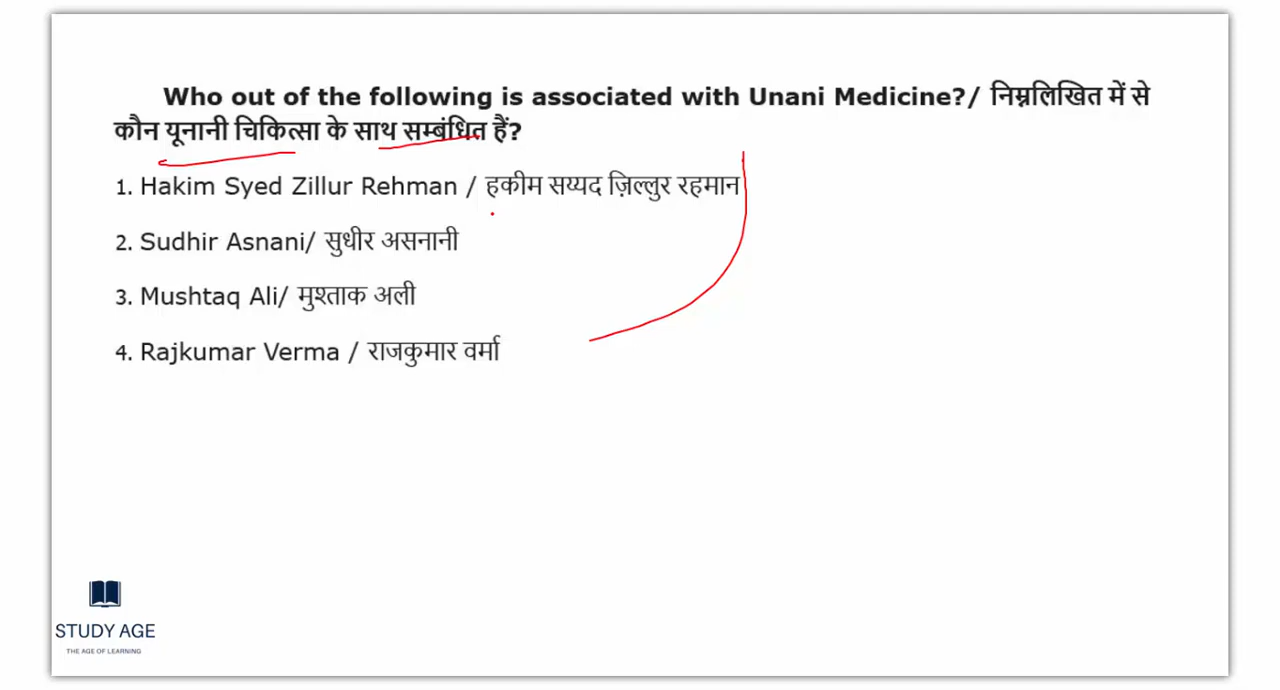 Who out of the following is associated with Unani Medicine?/ निम्नलिखित में से
कौन यूनानी चिकित्सा के साथ सम्बंधित हैं?
1. Hakim Syed Zillur Rehman / हकीम सय्यद ज़िल्लुर रहमान
2. Sudhir Asnani/ सुधीर असनानी
3. Mushtaq Ali/ मुश्ताक अली
4. Rajkumar Verma / राजकुमार वर्मा
STUDY AGE
THE AGE OF LEARNING